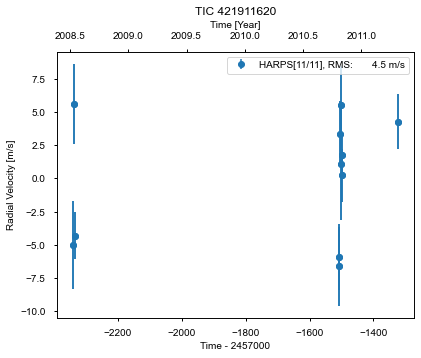 TIC 421911620
Time [Year]
2008.5 2009.0 2009.5 2010.0 2010.5 2011.0
HARPS[11/11], RMS: 4.5 m/s
7.5
5.0
2.5
0.0
−2.5
−5.0
−7.5
−10.0
Radial Velocity [m/s]
−2200 −2000 −1800 −1600 −1400
Time - 2457000